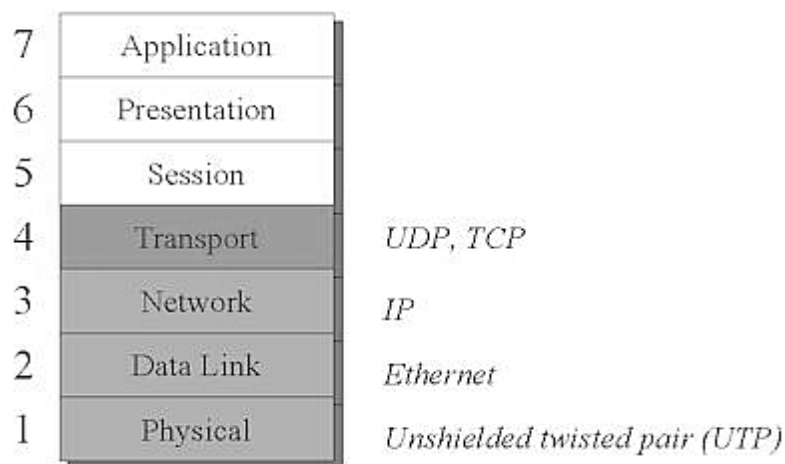 7 Application
6 Presentation
5 Session
4 Transport UDP, TCP
3 Network IP
2 Data Link Ethernet
1 Physical Unshielded twisted pair (UTP)